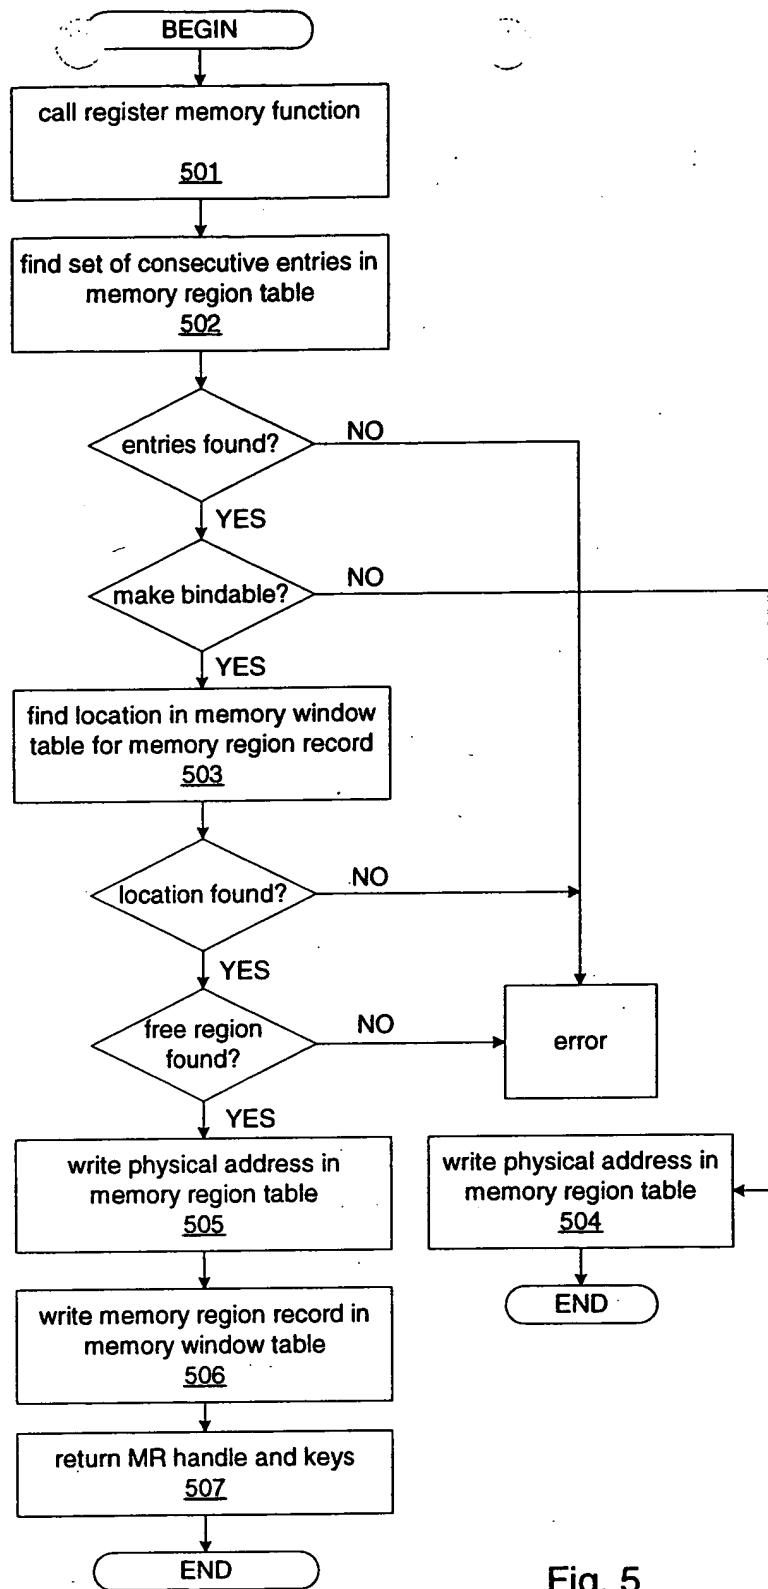 BEGIN
call register memory function
501
find set of consecutive entries in
memory region table
502
entries found?
NO
YES
make bindable?
NO
YES
find location in memory window
table for memory region record
503
location found?
NO
YES
free region
found?
NO
error
YES
write physical address in
memory region table
505
write physical address in
memory region table
504
END
write memory region record in
memory window table
506
return MR handle and keys
507
END
Fig. 5